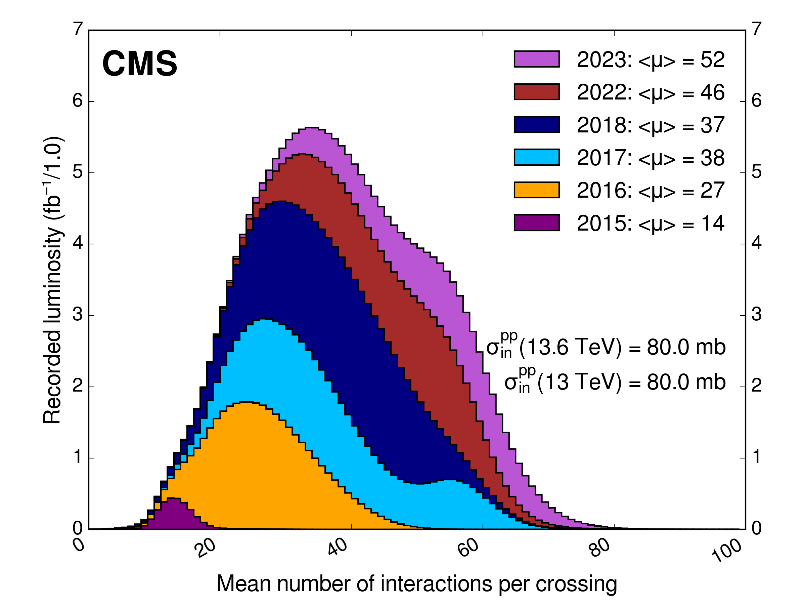 CMS
2023: <µ> = 52
2022: <µ> = 46
2018: <µ> = 37
2017: <µ> = 38
2016: <µ> = 27
2015: <µ> = 14
σ_in^pp(13.6 TeV) = 80.0 mb
σ_in^pp(13 TeV) = 80.0 mb
Recorded luminosity (fb⁻¹/1.0)
7
6
5
4
3
2
1
0
7
6
5
4
3
2
1
0
0
20
40
60
80
100
Mean number of interactions per crossing